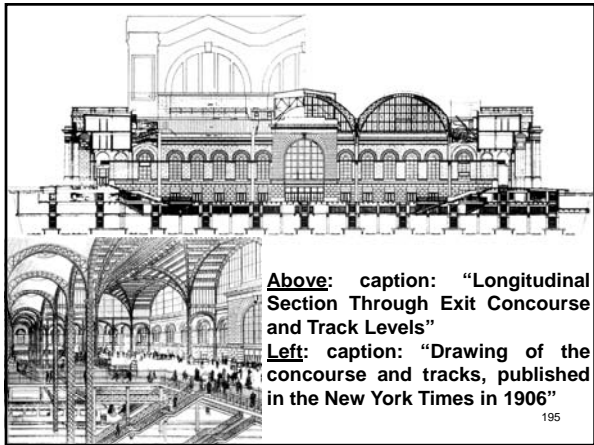 Above: caption: “Longitudinal
Section Through Exit Concourse
and Track Levels”
Left: caption: “Drawing of the
concourse and tracks, published
in the New York Times in 1906”
195